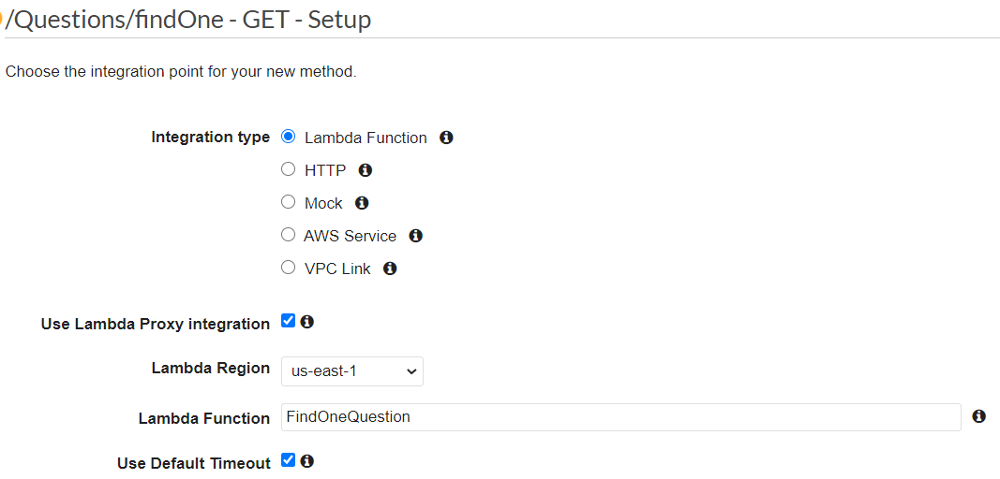 /Questions/findOne - GET - Setup
Choose the integration point for your new method.
Integration type Lambda Function
HTTP
Mock
AWS Service
VPC Link
Use Lambda Proxy integration
Lambda Region us-east-1
Lambda Function FindOneQuestion
Use Default Timeout